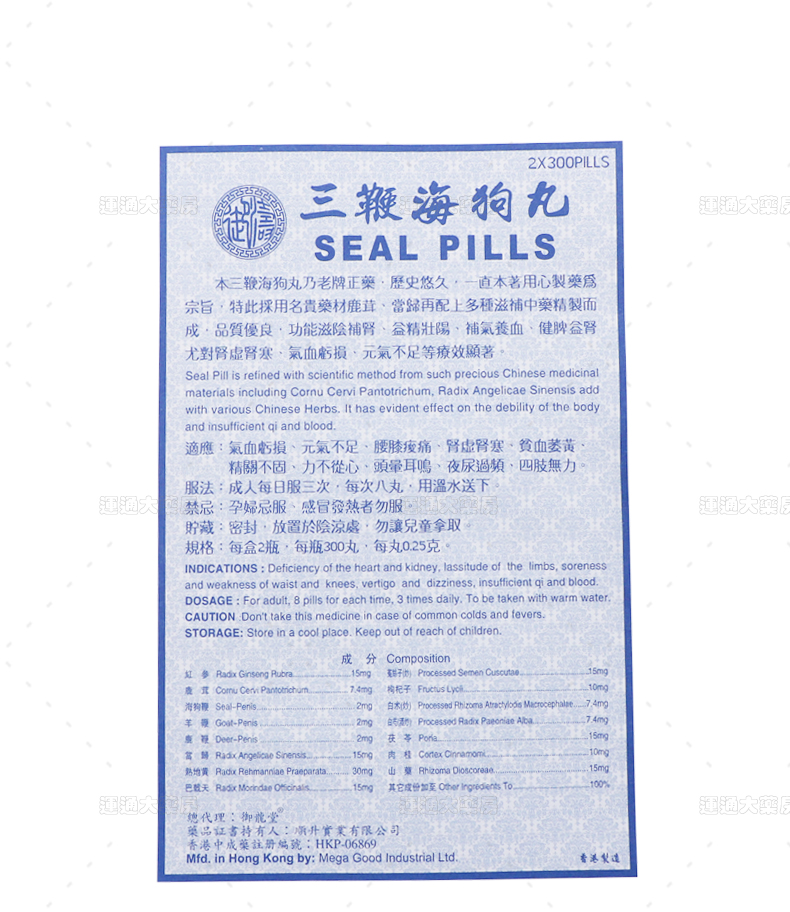 2X300PILLS
三鞭海狗丸
SEAL PILLS
本三鞭海狗丸乃老牌正藥,歷史悠久,一直本著用心製藥爲
宗旨,特此採用名貴藥材鹿茸、當歸再配上多種滋補中藥精製而
成,品質優良,功能滋陰補腎、益精壯陽、補氣養血、健脾益腎
尤對腎虛腎寒、氣血虧損、元氣不足等療效顯著。
Seal Pill is refined with scientific method from such precious Chinese medicinal
materials including Cornu Cervi Pantotrichum, Radix Angelicae Sinensis add
with various Chinese Herbs. It has evident effect on the debility of the body
and insufficient qi and blood.
適應:氣血虧損、元氣不足、腰膝痠痛、腎虛腎寒、貧血萎黃、
精關不固、力不從心、頭暈耳鳴、夜尿過頻、四肢無力。
服法:成人每日服三次,每次八丸,用溫水送下。
禁忌:孕婦忌服、感冒發熱者勿服。
貯藏:密封,放置於陰涼處,勿讓兒童拿取。
規格:每盒2瓶,每瓶300丸,每丸0.25克。
INDICATIONS : Deficiency of the heart and kidney, lassitude of the limbs, soreness
and weakness of waist and knees, vertigo and dizziness, insufficient qi and blood.
DOSAGE : For adult, 8 pills for each time, 3 times daily. To be taken with warm water.
CAUTION :Don't take this medicine in case of common colds and fevers.
STORAGE: Store in a cool place. Keep out of reach of children.
成 分 Composition
紅 參 Radix Ginseng Rubra 15mg
鹿 茸 Cornu Cervi Pantotrichum 7.4mg
海狗鞭 Seal-Penis 2mg
羊 鞭 Goat-Penis 2mg
鹿 鞭 Deer-Penis 2mg
當 歸 Radix Angelicae Sinensis 15mg
熟地黃 Radix Rehmanniae Praeparata 30mg
巴戟天 Radix Morindae Officinalis 15mg
菟絲子(炒) Processed Semen Cuscutae 15mg
枸杞子 Fructus Lycii 10mg
白术(炒) Processed Rhizoma Atractylodis Macrocephalae 7.4mg
白芍(酒炒) Processed Radix Paeoniae Alba 7.4mg
茯 苓 Poria 15mg
肉 桂 Cortex Cinnamomi 10mg
山 藥 Rhizoma Dioscoreae 15mg
其它成份加至 Other Ingredients To 100%
總代理:御龍堂®
藥品証書持有人:順升實業有限公司
香港中成藥註册編號:HKP-06869
Mfd. in Hong Kong by: Mega Good Industrial Ltd.
香港製造
運通大藥房